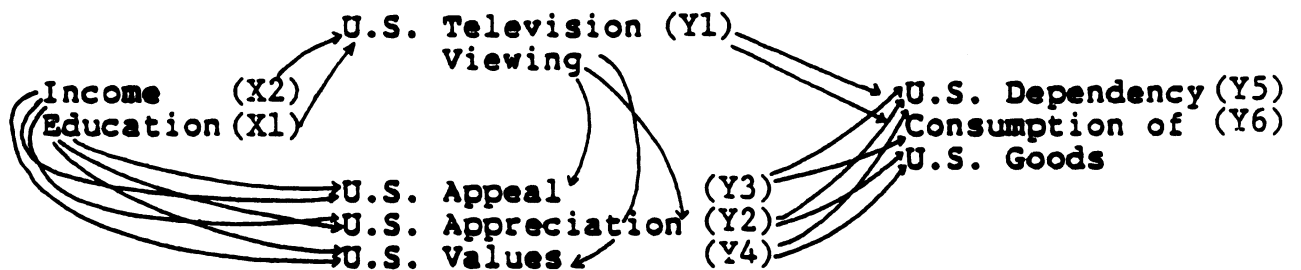 U.S. Television (Y1)
Viewing
Income (X2)
Education (X1)
U.S. Dependency (Y5)
Consumption of (Y6)
U.S. Goods
U.S. Appeal (Y3)
U.S. Appreciation (Y2)
U.S. Values (Y4)